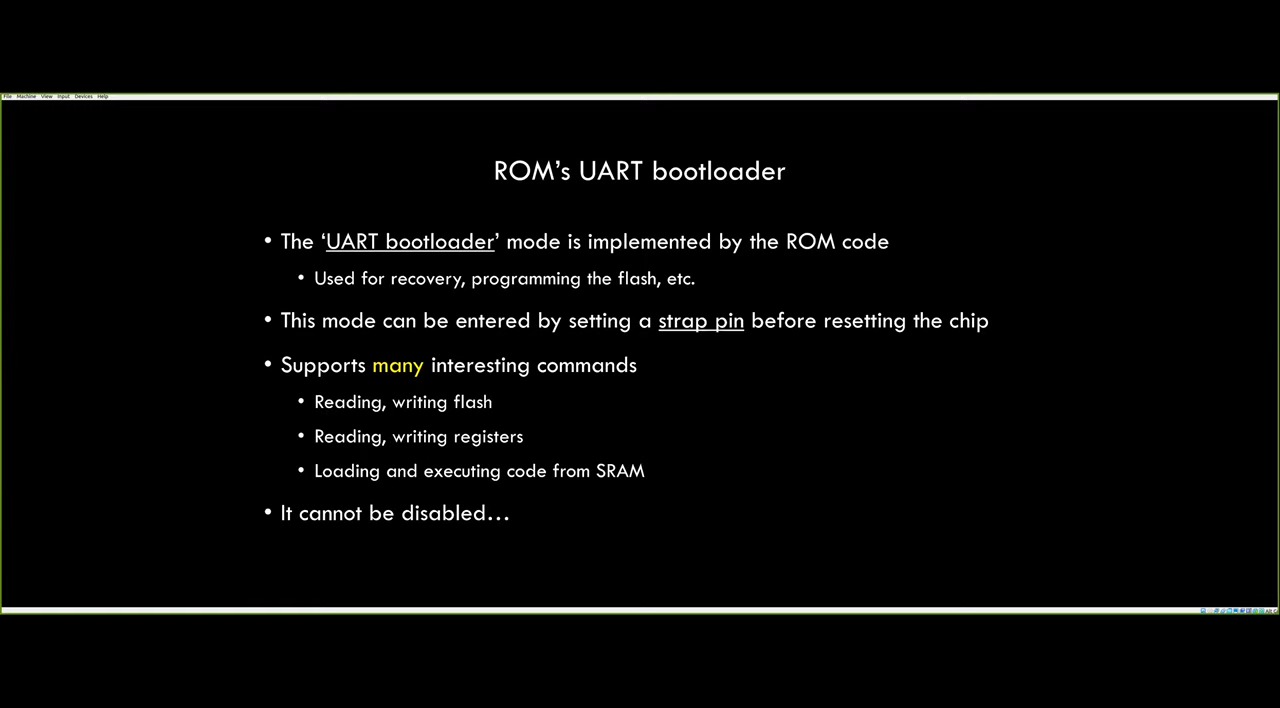 File Machine View Input Devices Help
ROM’s UART bootloader
• The ‘UART bootloader’ mode is implemented by the ROM code
• Used for recovery, programming the flash, etc.
• This mode can be entered by setting a strap pin before resetting the chip
• Supports many interesting commands
• Reading, writing flash
• Reading, writing registers
• Loading and executing code from SRAM
• It cannot be disabled…